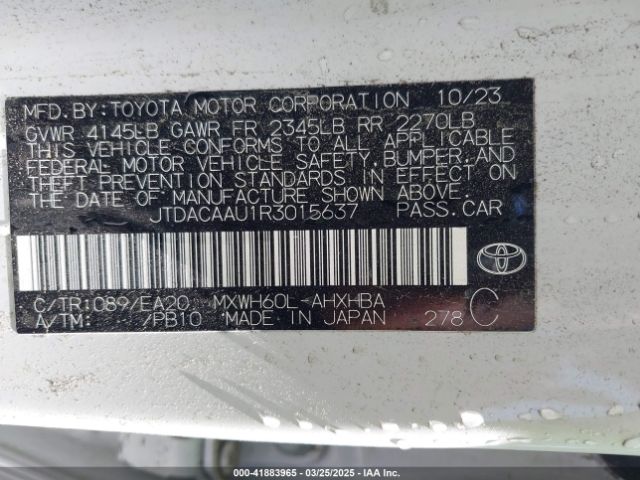 MFD.BY:TOYOTA MOTOR CORPORATION 10/23
GVWR 4145LB GAWR FR 2345LB RR 2270LB
THIS VEHICLE CONFORMS TO ALL APPLICABLE
FEDERAL MOTOR VEHICLE SAFETY, BUMPER, AND
THEFT PREVENTION STANDARDS IN EFFECT ON
THE DATE OF MANUFACTURE SHOWN ABOVE.
JTDACAAU1R3015637 PASS.CAR
C/TR:089/EA20 MXWH60L-AHXHBA
A/TM: /PB10 MADE IN JAPAN 278 C
000-41883965 — 03/25/2025 — IAA Inc.